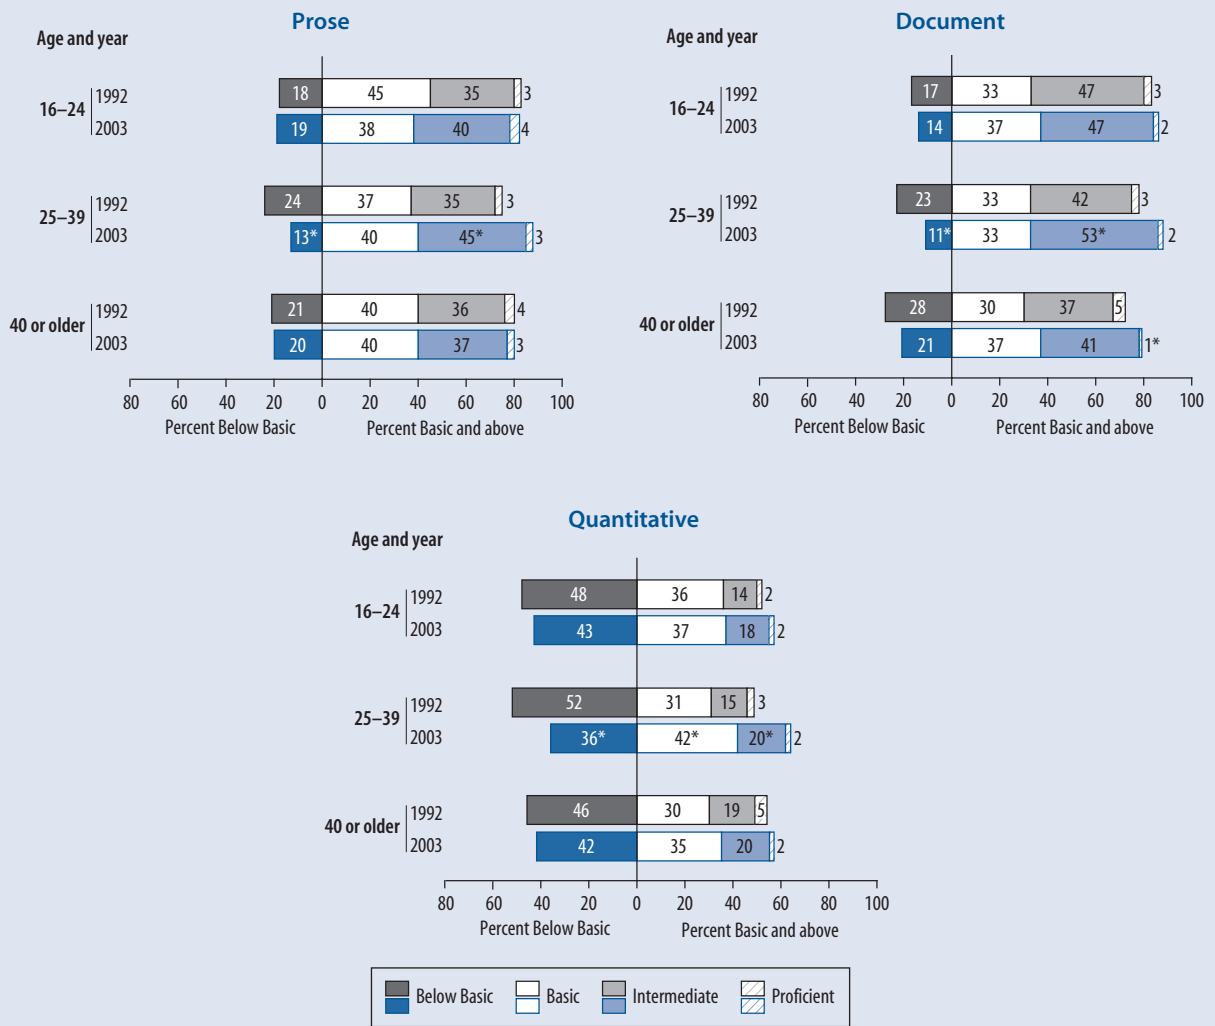 Prose
Age and year
16–24
1992
18 45 35 3
2003
19 38 40 4
25–39
1992
24 37 35 3
2003
13* 40 45* 3
40 or older
1992
21 40 36 4
2003
20 40 37 3
80 60 40 20 0 20 40 60 80 100
Percent Below Basic Percent Basic and above
Document
Age and year
16–24
1992
17 33 47 3
2003
14 37 47 2
25–39
1992
23 33 42 3
2003
11* 33 53* 2
40 or older
1992
28 30 37 5
2003
21 37 41 1*
80 60 40 20 0 20 40 60 80 100
Percent Below Basic Percent Basic and above
Quantitative
Age and year
16–24
1992
48 36 14 2
2003
43 37 18 2
25–39
1992
52 31 15 3
2003
36* 42* 20* 2
40 or older
1992
46 30 19 5
2003
42 35 20 2
80 60 40 20 0 20 40 60 80 100
Percent Below Basic Percent Basic and above
Below Basic Basic Intermediate Proficient